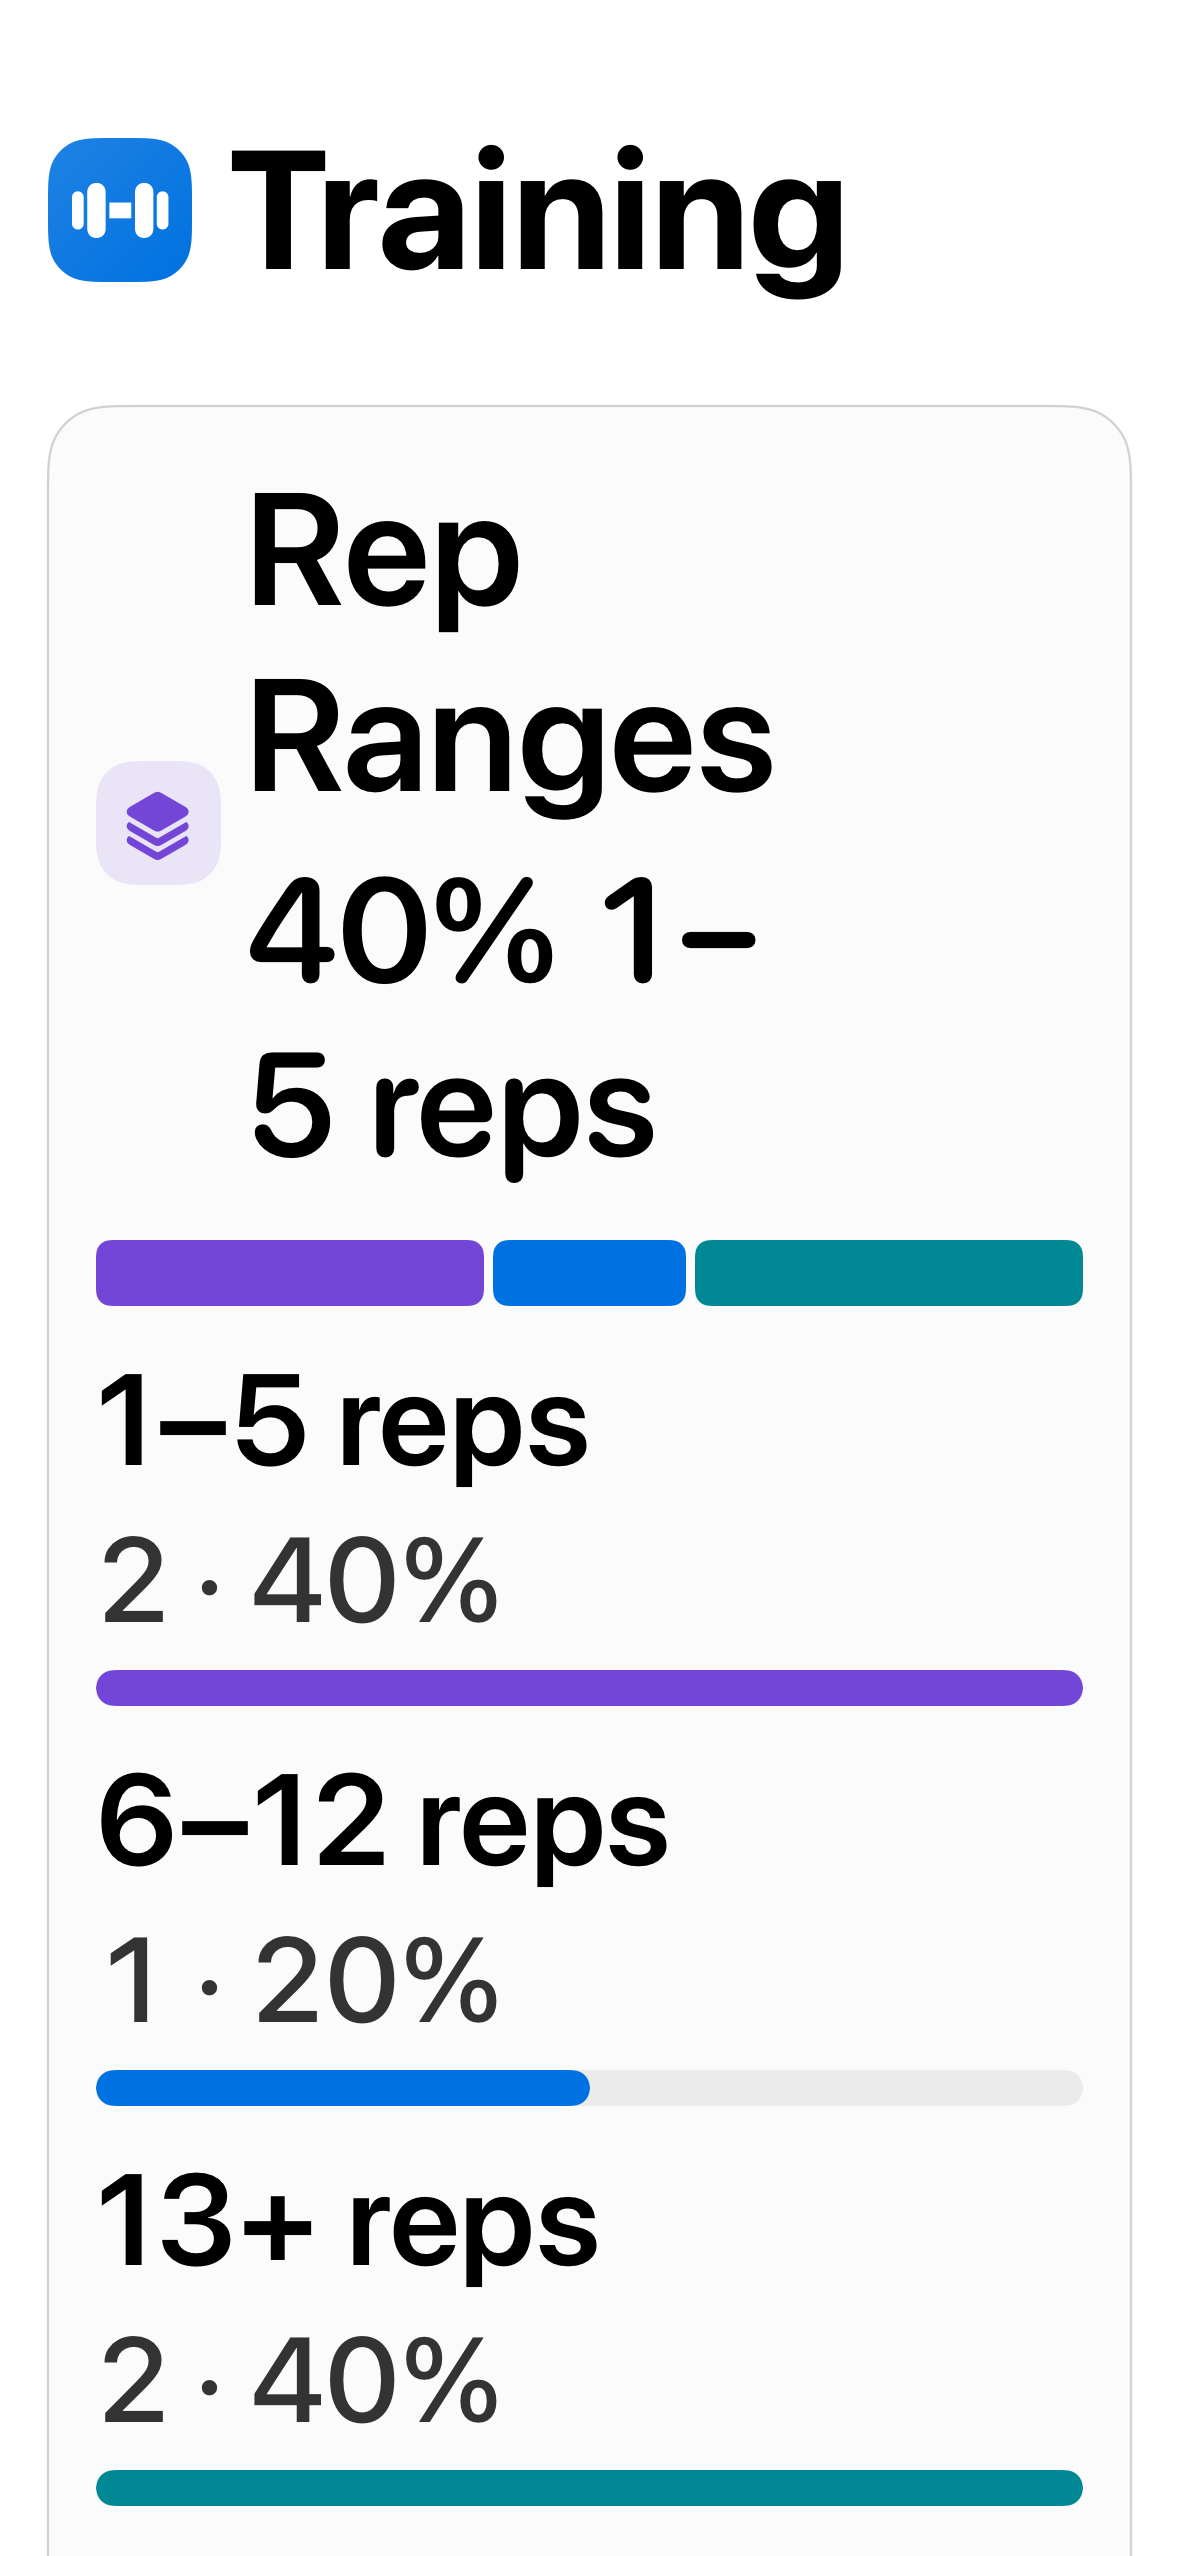 Training
Rep
Ranges
40% 1–
5 reps
1–5 reps
2 · 40%
6–12 reps
1 · 20%
13+ reps
2 · 40%